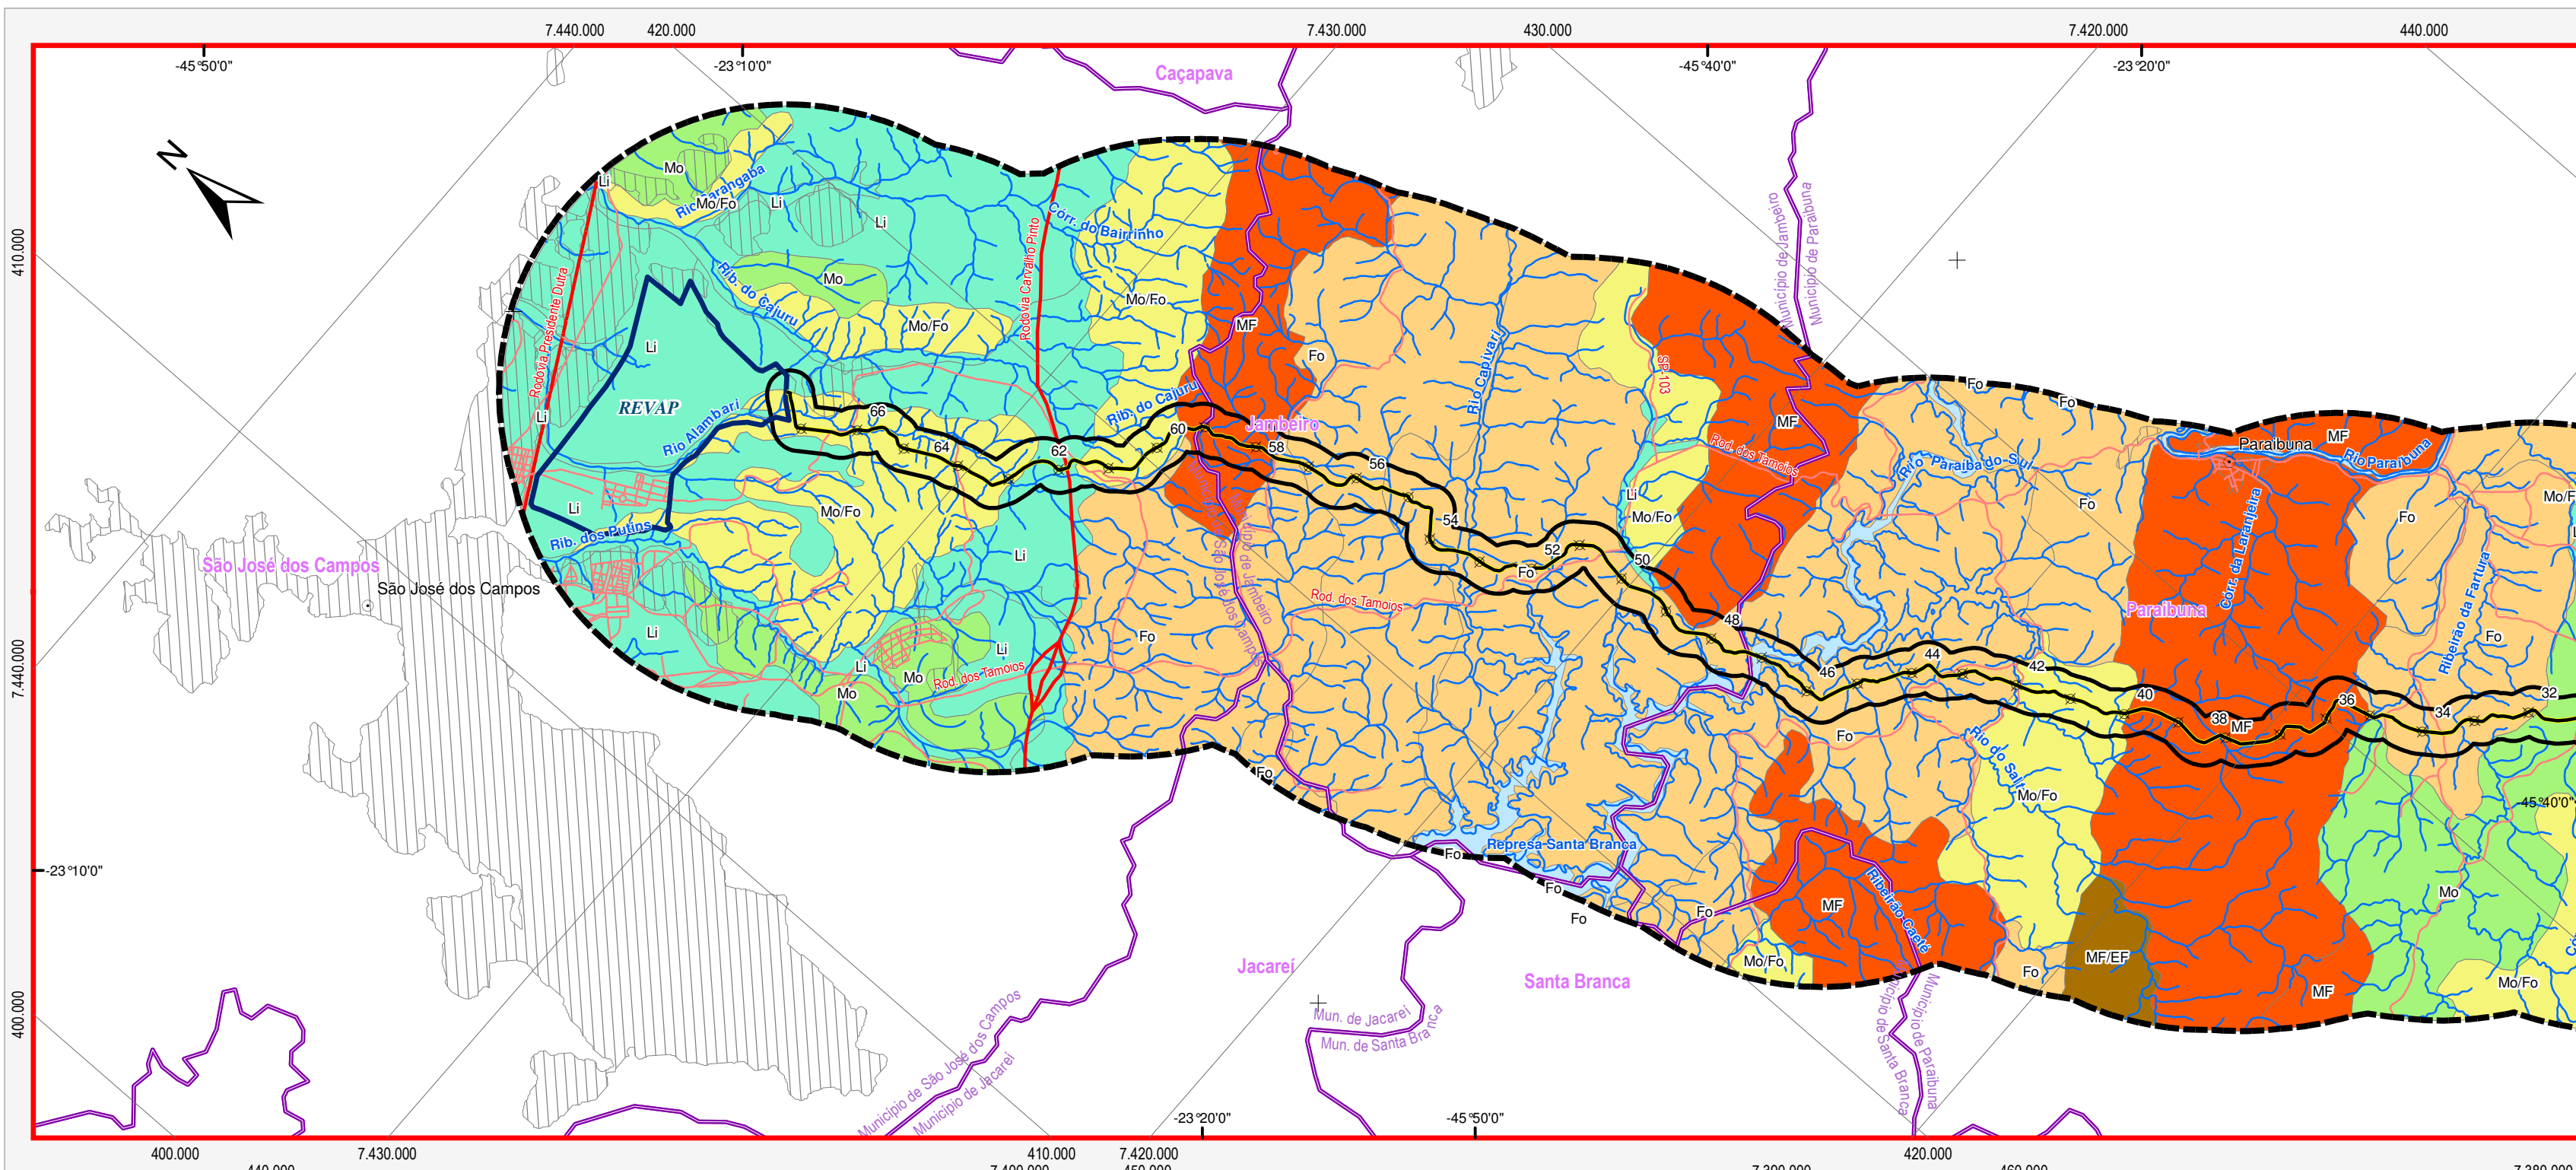 7.440.000
420.000
7.430.000
430.000
7.420.000
440.000
-45°50'0"
-23°10'0"
-45°40'0"
-23°20'0"
Caçapava
N
Mo
Li
Mo/Fo
Li
Li
Córr. do Bairrinho
Rib. do Cajuru
Mo
Mo/Fo
Mo/Fo
MF
Fo
Rodovia Presidente Dutra
Rodovia Carvalho Pinto
Município de Jambeiro
Município de Paraibuna
410.000
Li
REVAP
Li
Rio Alambari
Rib. do Cajuru
Rio Capivari
SP-103
MF
Fo
Fo
66
64
62
60
58
56
54
52
50
48
46
44
42
40
38
36
34
32
Jambeiro
Rod. dos Tamoios
Rio Paraíba do Sul
Paraibuna
MF
Rio Paraibuna
Li
Mo/Fo
Li
Mo/Fo
Fo
Fo
Rib. dos Putins
São José dos Campos
São José dos Campos
Li
Fo
Córr. da Laranjeira
Paraibuna
Ribeirão da Fartura
Fo
Li
Fo
Município de Jambeiro
São José dos Campos
Rod. dos Tamoios
Li
Li
Mo
Mo
Rod. dos Tamoios
MF
Fo
Rio do Salto
Mo/Fo
-45°40'0"
7.440.000
Fo
Fo
Represa Santa Branca
Fo
Fo
Fo
MF
Ribeirão Caeté
Mo
-23°10'0"
Mo/Fo
Fo
MF/EF
MF
Mo/Fo
Jacareí
Santa Branca
400.000
Mun. de Jacareí
Mun. de Santa Branca
Município de São José dos Campos
Município de Jacareí
Município de Santa Branca
Município de Paraibuna
-23°20'0"
-45°50'0"
400.000
7.430.000
410.000
7.420.000
420.000